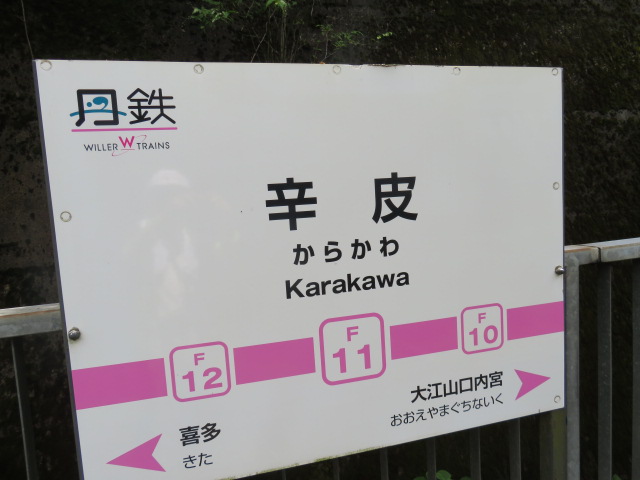 丹鉄
WILLER TRAINS
辛皮
からかわ
Karakawa
F 12
F 11
F 10
喜多
きた
大江山口内宮
おおえやまぐちないく